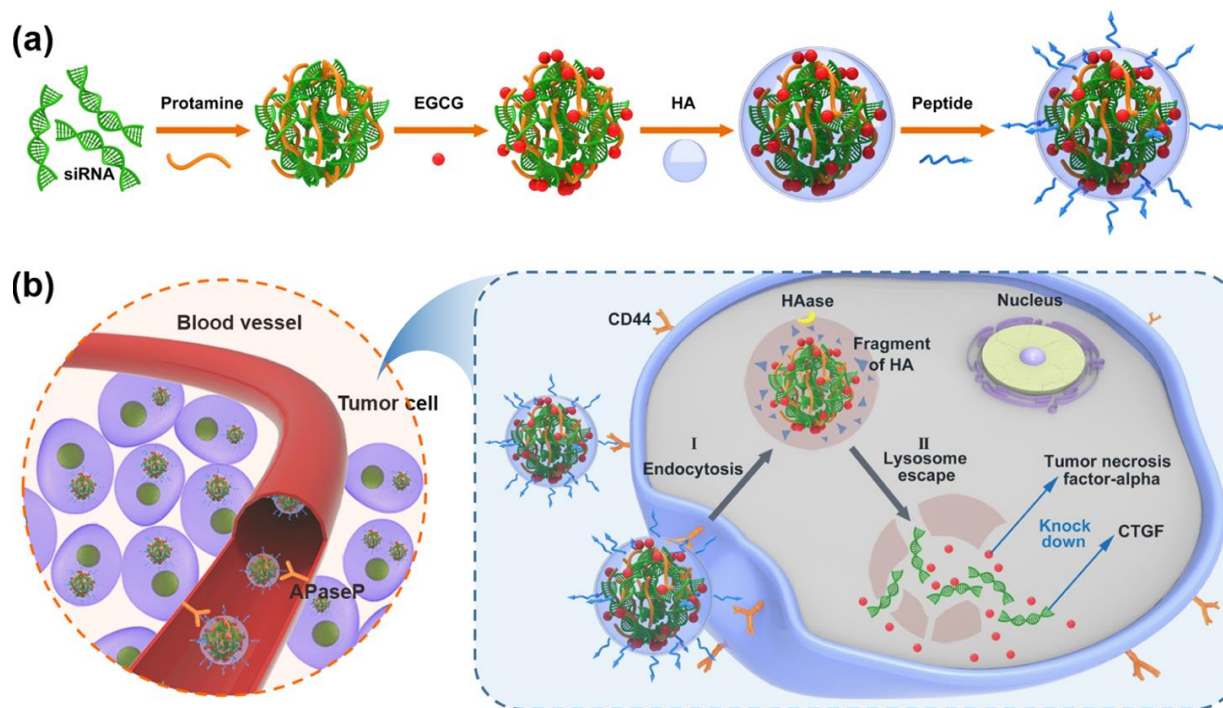 (a)
siRNA
Protamine
EGCG
HA
Peptide
(b)
Blood vessel
Tumor cell
APaseP
CD44
HAase
Fragment
of HA
Nucleus
I
Endocytosis
II
Lysosome
escape
Tumor necrosis
factor-alpha
Knock
down
CTGF